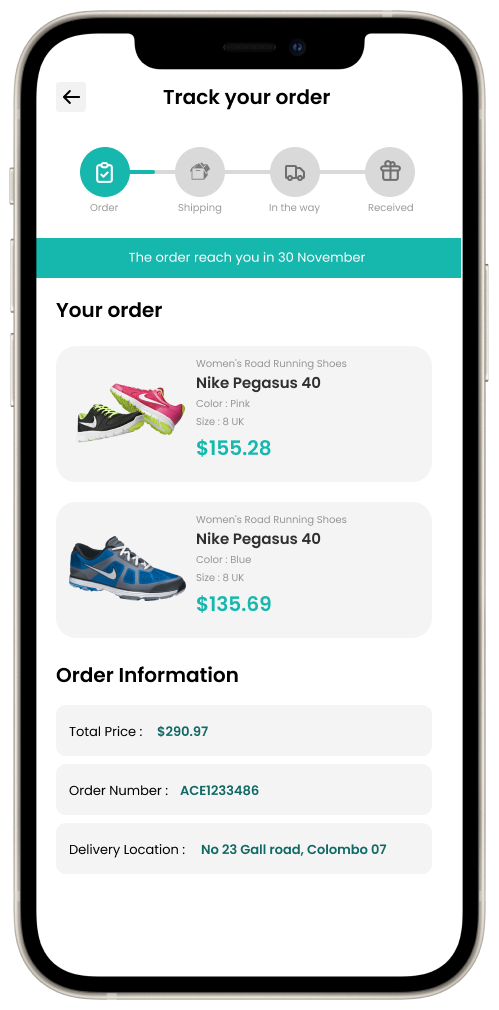 Track your order
Order Shipping In the way Received
The order reach you in 30 November
Your order
Women's Road Running Shoes
Nike Pegasus 40
Color : Pink
Size : 8 UK
$155.28
Women's Road Running Shoes
Nike Pegasus 40
Color : Blue
Size : 8 UK
$135.69
Order Information
Total Price : $290.97
Order Number : ACE1233486
Delivery Location : No 23 Gall road, Colombo 07